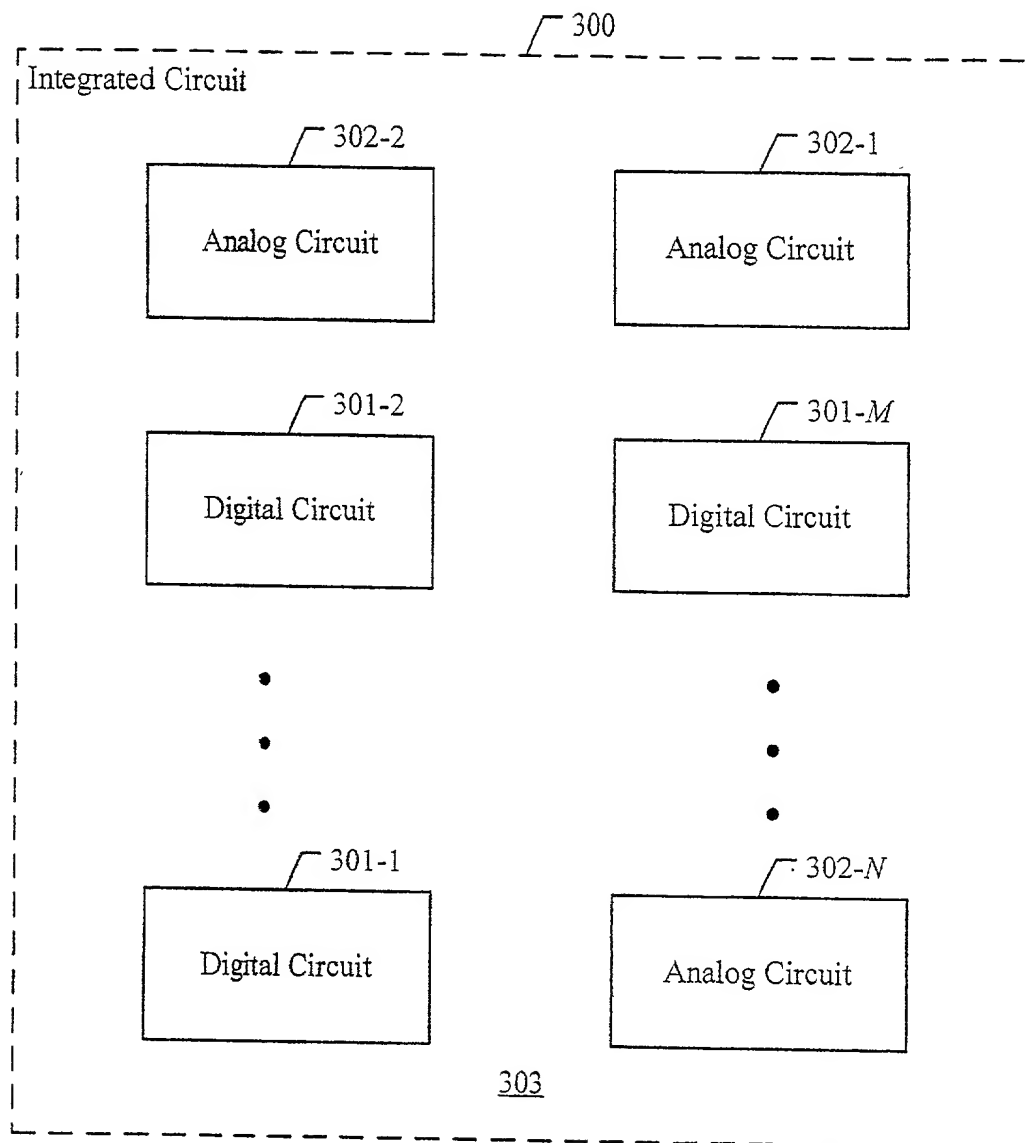 300
Integrated Circuit
302-2
302-1
Analog Circuit
Analog Circuit
301-2
301-M
Digital Circuit
Digital Circuit
301-1
302-N
Digital Circuit
Analog Circuit
303